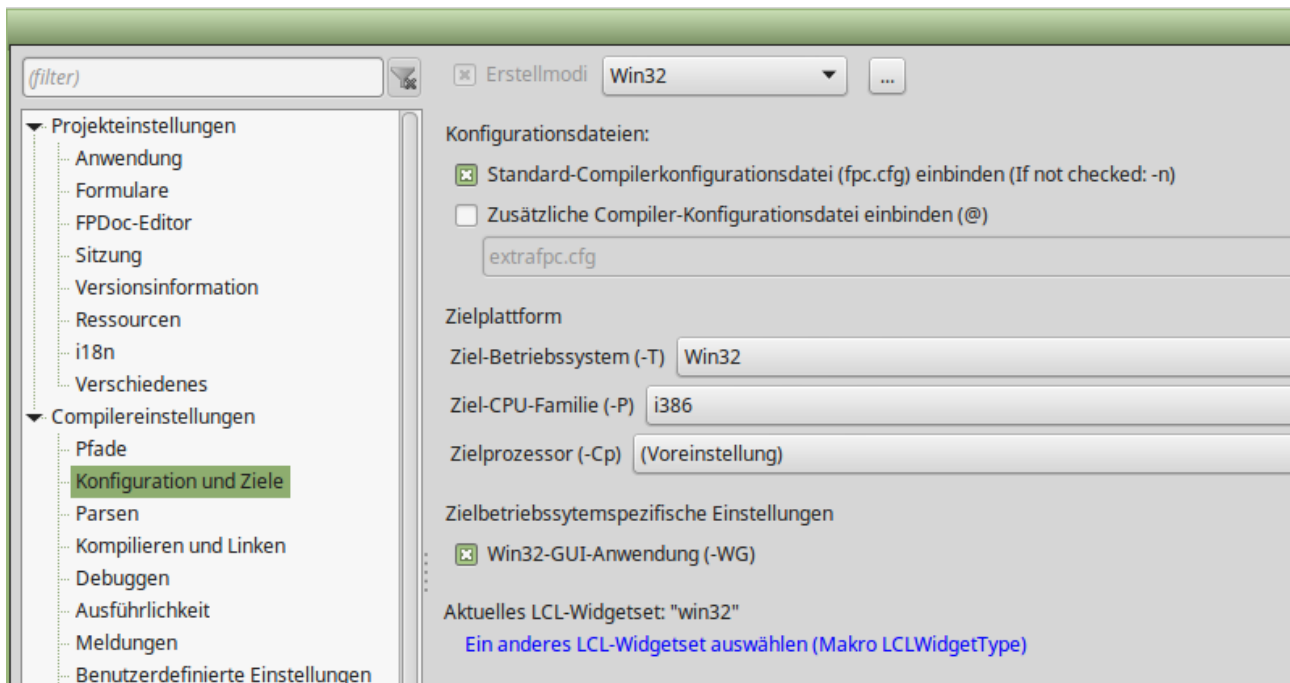 (filter)
Erstellmodi Win32 ...
Projekteinstellungen
Anwendung
Formulare
FPDoc-Editor
Sitzung
Versionsinformation
Ressourcen
i18n
Verschiedenes
Compilereinstellungen
Pfade
Konfiguration und Ziele
Parsen
Kompilieren und Linken
Debuggen
Ausführlichkeit
Meldungen
Benutzerdefinierte Einstellungen
Konfigurationsdateien:
Standard-Compilerkonfigurationsdatei (fpc.cfg) einbinden (If not checked: -n)
Zusätzliche Compiler-Konfigurationsdatei einbinden (@)
extrafpc.cfg
Zielplattform
Ziel-Betriebssystem (-T) Win32
Ziel-CPU-Familie (-P) i386
Zielprozessor (-Cp) (Voreinstellung)
Zielbetriebssytemspezifische Einstellungen
Win32-GUI-Anwendung (-WG)
Aktuelles LCL-Widgetset: "win32"
Ein anderes LCL-Widgetset auswählen (Makro LCLWidgetType)